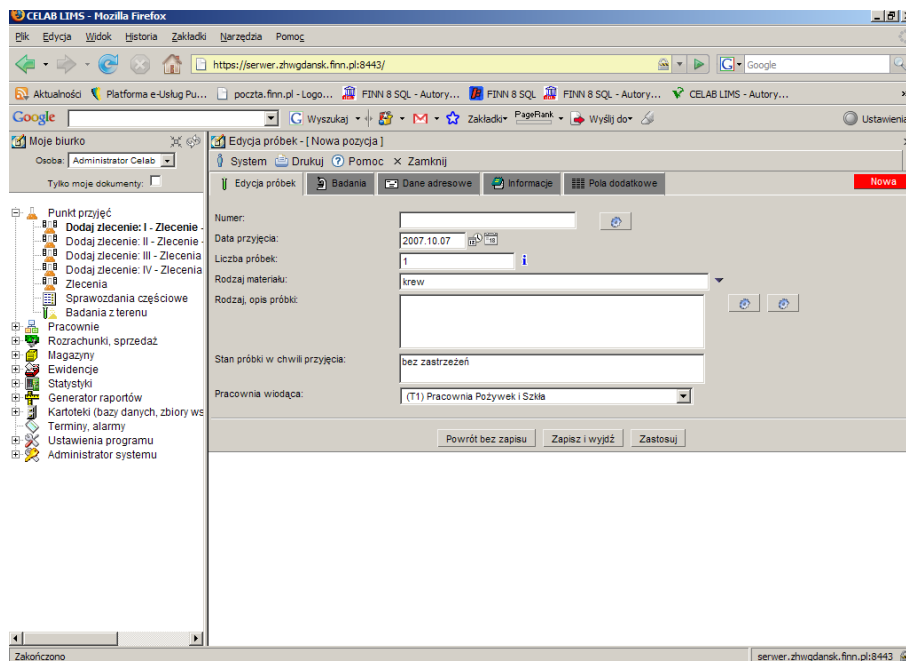 CELAB LIMS - Mozilla Firefox
Plik Edycja Widok Historia Zakładki Narzędzia Pomoc
https://serwer.zhwgdansk.finn.pl:8443/
Google
Aktualności Platforma e-Usług Pu... poczta.finn.pl - Logo... FINN 8 SQL - Autory... FINN 8 SQL - Autory... CELAB LIMS - Autory...
Google Wyszukaj Zakładki PageRank Wyślij do Ustawienia
Moje biurko
Osoba: Administrator Celab
Tylko moje dokumenty:
Punkt przyjęć
Dodaj zlecenie: I - Zlecenie -
Dodaj zlecenie: II - Zlecenie -
Dodaj zlecenie: III - Zlecenia
Dodaj zlecenie: IV - Zlecenia
Zlecenia
Sprawozdania częściowe
Badania z terenu
Pracownie
Rozrachunki, sprzedaż
Magazyny
Ewidencje
Statystyki
Generator raportów
Kartoteki (bazy danych, zbiory ws
Terminy, alarmy
Ustawienia programu
Administrator systemu
Edycja próbek - [ Nowa pozycja ]
System Drukuj Pomoc Zamknij
Edycja próbek Badania Dane adresowe Informacje Pola dodatkowe Nowa
Numer:
Data przyjęcia: 2007.10.07
Liczba próbek: 1
Rodzaj materiału: krew
Rodzaj, opis próbki:
Stan próbki w chwili przyjęcia: bez zastrzeżeń
Pracownia wiodąca: (T1) Pracownia Pożywek i Szkła
Powrót bez zapisu Zapisz i wyjdź Zastosuj
Zakończono serwer.zhwgdansk.finn.pl:8443